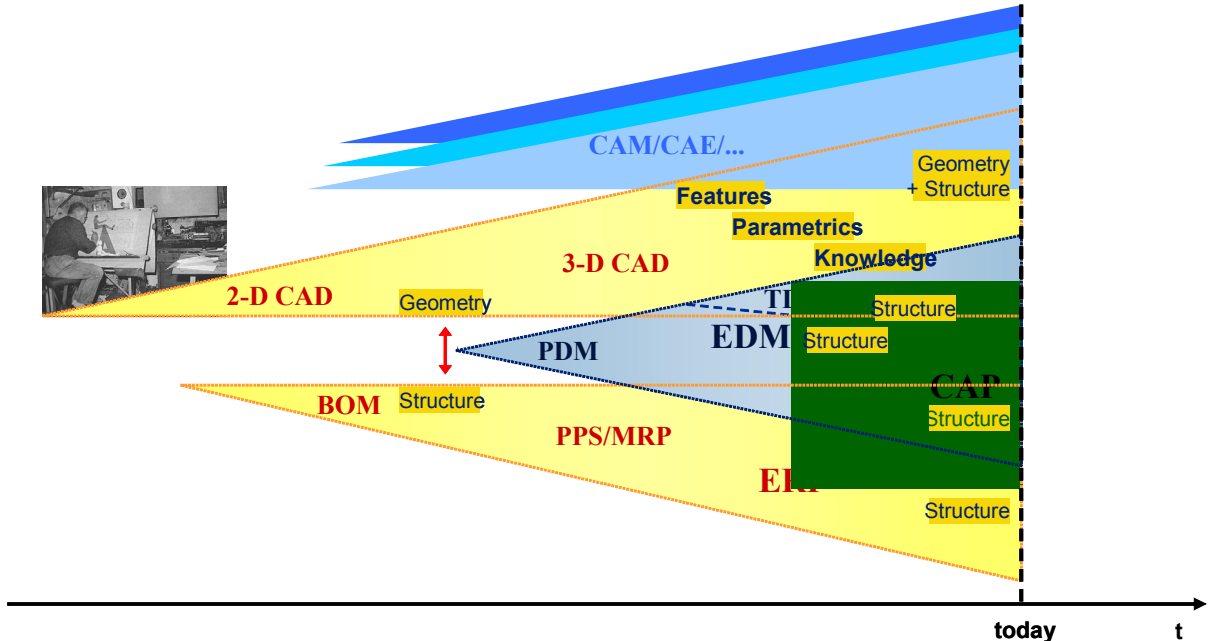 CAM/CAE/...
Geometry
+ Structure
Features
Parametrics
Knowledge
3-D CAD
2-D CAD
Geometry
Structure
EDM
Structure
PDM
CAP
BOM
Structure
Structure
PPS/MRP
Structure
today
t